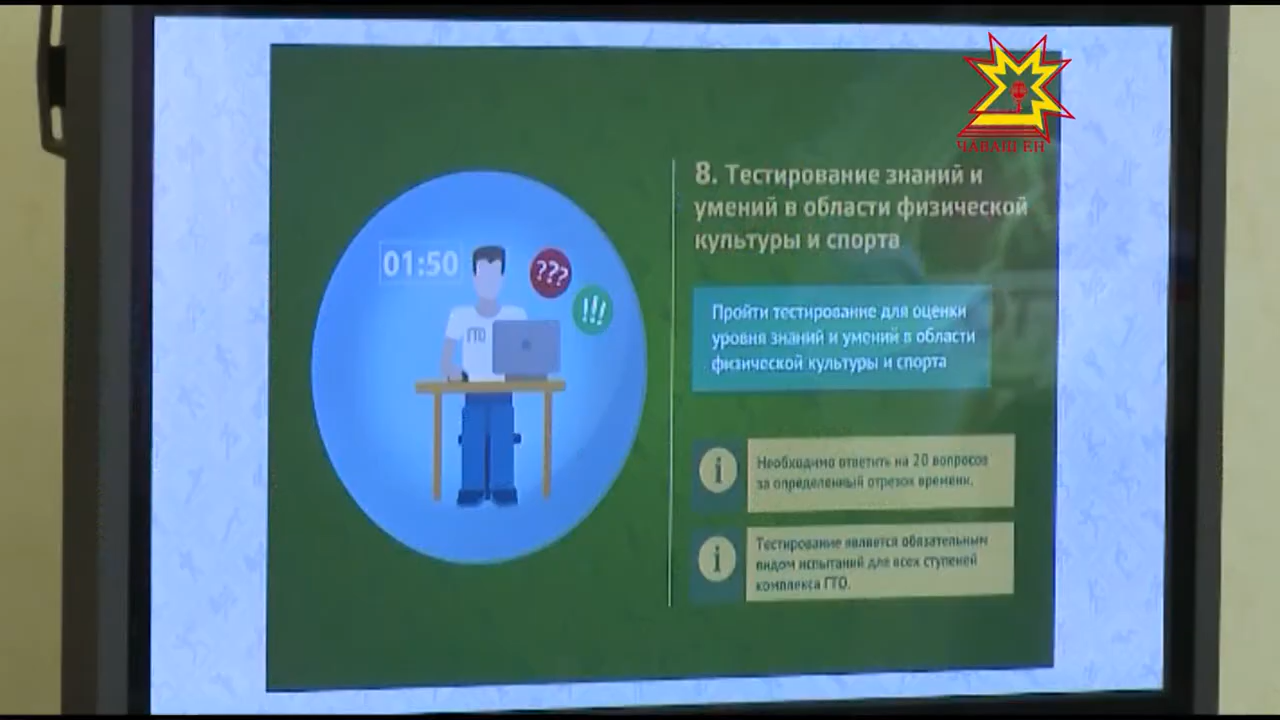 ЧАВАШ ЕН
8. Тестирование знаний и
умений в области физической
культуры и спорта
01:50
???
!!!
ГТО
Пройти тестирование для оценки
уровня знаний и умений в области
физической культуры и спорта
i
Необходимо ответить на 20 вопросов
за определенный отрезок времени.
i
Тестирование является обязательным
видом испытаний для всех ступеней
комплекса ГТО.